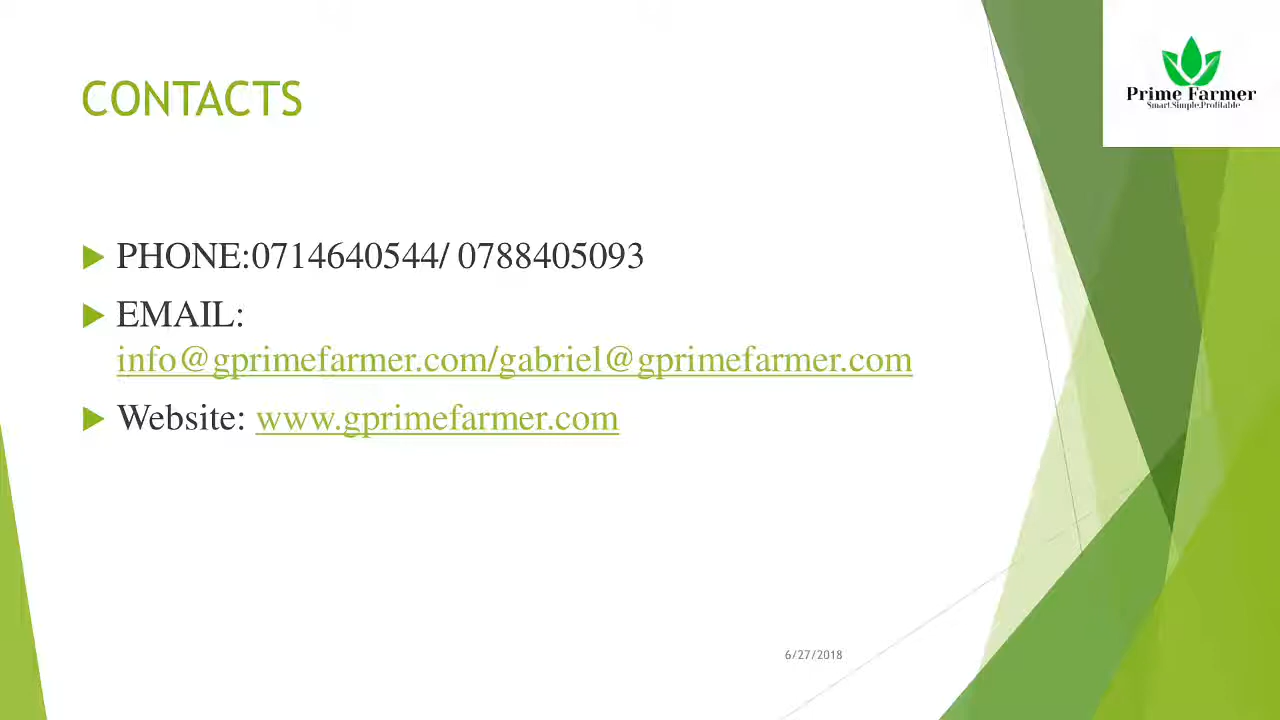 CONTACTS
Prime Farmer
Smart.Simple.Profitable
PHONE:0714640544/ 0788405093
EMAIL:
info@gprimefarmer.com/gabriel@gprimefarmer.com
Website: www.gprimefarmer.com
6/27/2018